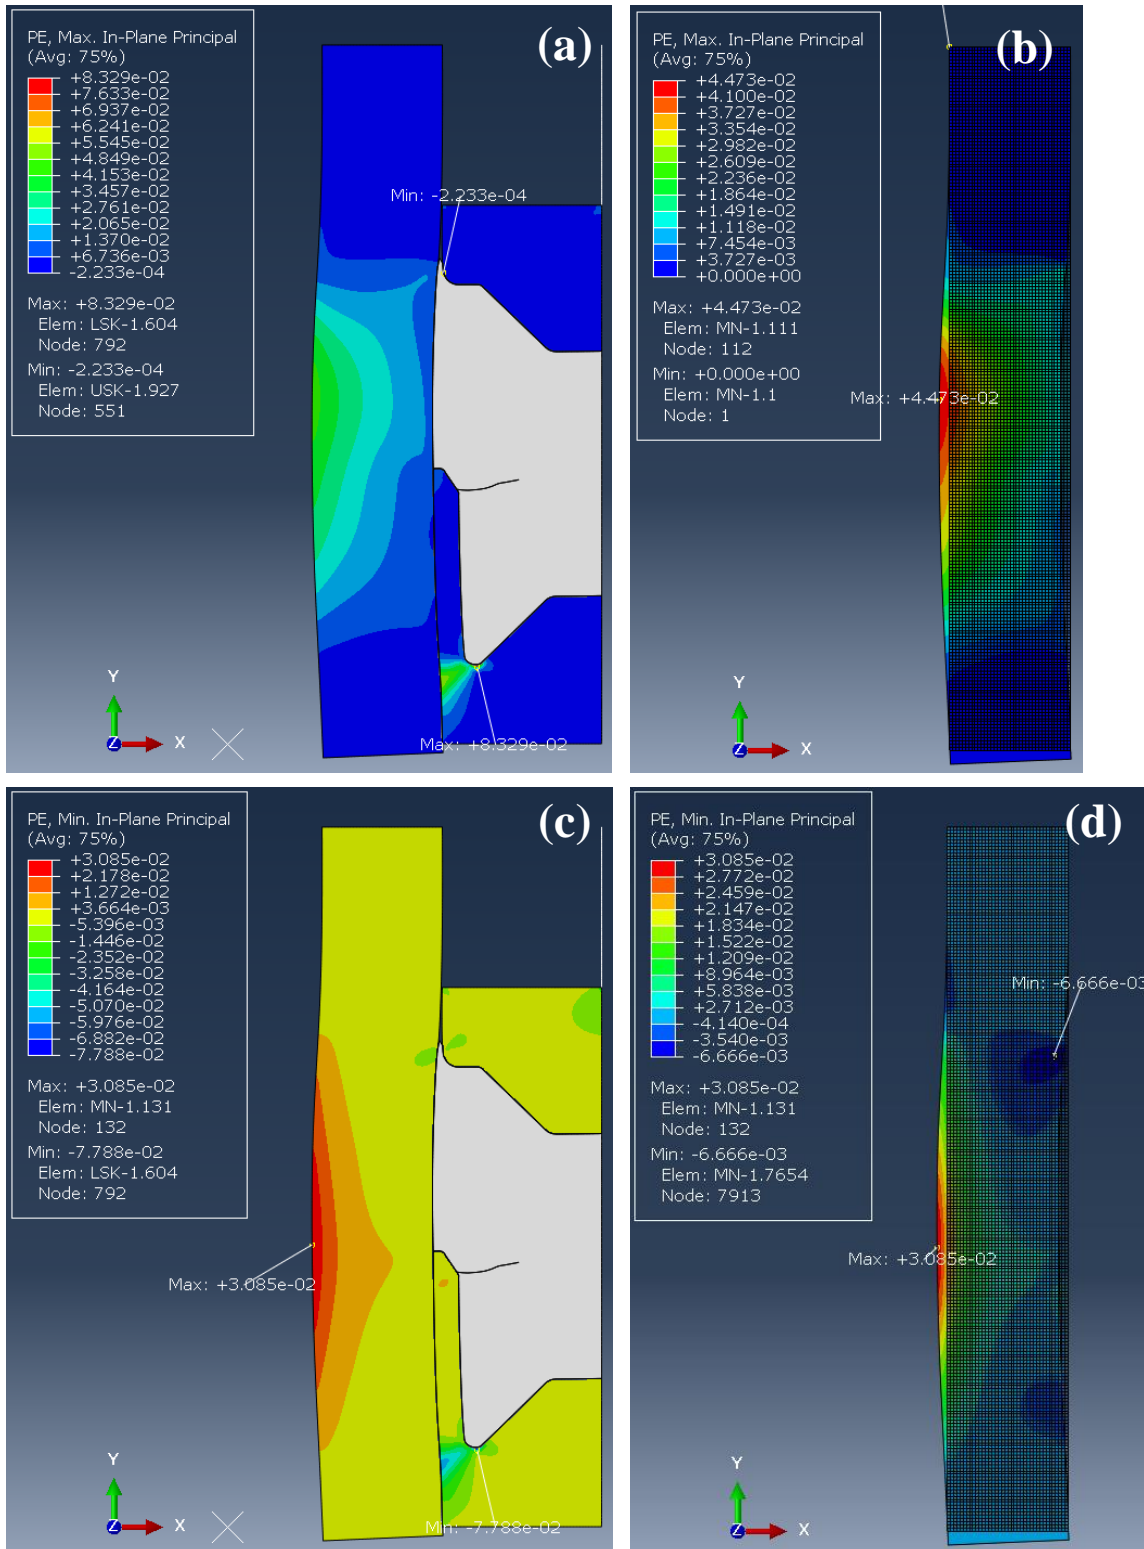 (a)
PE, Max. In-Plane Principal
(Avg: 75%)
+8.329e-02
+7.633e-02
+6.937e-02
+6.241e-02
+5.545e-02
+4.849e-02
+4.153e-02
+3.457e-02
+2.761e-02
+2.065e-02
+1.370e-02
+6.736e-03
-2.233e-04
Max: +8.329e-02
Elem: LSK-1.604
Node: 792
Min: -2.233e-04
Elem: USK-1.927
Node: 551
Min: -2.233e-04
Max: +8.329e-02
Y
Z
X
(b)
PE, Max. In-Plane Principal
(Avg: 75%)
+4.473e-02
+4.100e-02
+3.727e-02
+3.354e-02
+2.982e-02
+2.609e-02
+2.236e-02
+1.864e-02
+1.491e-02
+1.118e-02
+7.454e-03
+3.727e-03
+0.000e+00
Max: +4.473e-02
Elem: MN-1.111
Node: 112
Min: +0.000e+00
Elem: MN-1.1
Node: 1
Max: +4.473e-02
Y
Z
X
(c)
PE, Min. In-Plane Principal
(Avg: 75%)
+3.085e-02
+2.178e-02
+1.272e-02
+3.664e-03
-5.396e-03
-1.446e-02
-2.352e-02
-3.258e-02
-4.164e-02
-5.070e-02
-5.976e-02
-6.882e-02
-7.788e-02
Max: +3.085e-02
Elem: MN-1.131
Node: 132
Min: -7.788e-02
Elem: LSK-1.604
Node: 792
Max: +3.085e-02
Min: -7.788e-02
Y
Z
X
(d)
PE, Min. In-Plane Principal
(Avg: 75%)
+3.085e-02
+2.772e-02
+2.459e-02
+2.147e-02
+1.834e-02
+1.522e-02
+1.209e-02
+8.964e-03
+5.838e-03
+2.712e-03
-4.140e-04
-3.540e-03
-6.666e-03
Max: +3.085e-02
Elem: MN-1.131
Node: 132
Min: -6.666e-03
Elem: MN-1.7654
Node: 7913
Min: -6.666e-03
Max: +3.085e-02
Y
Z
X